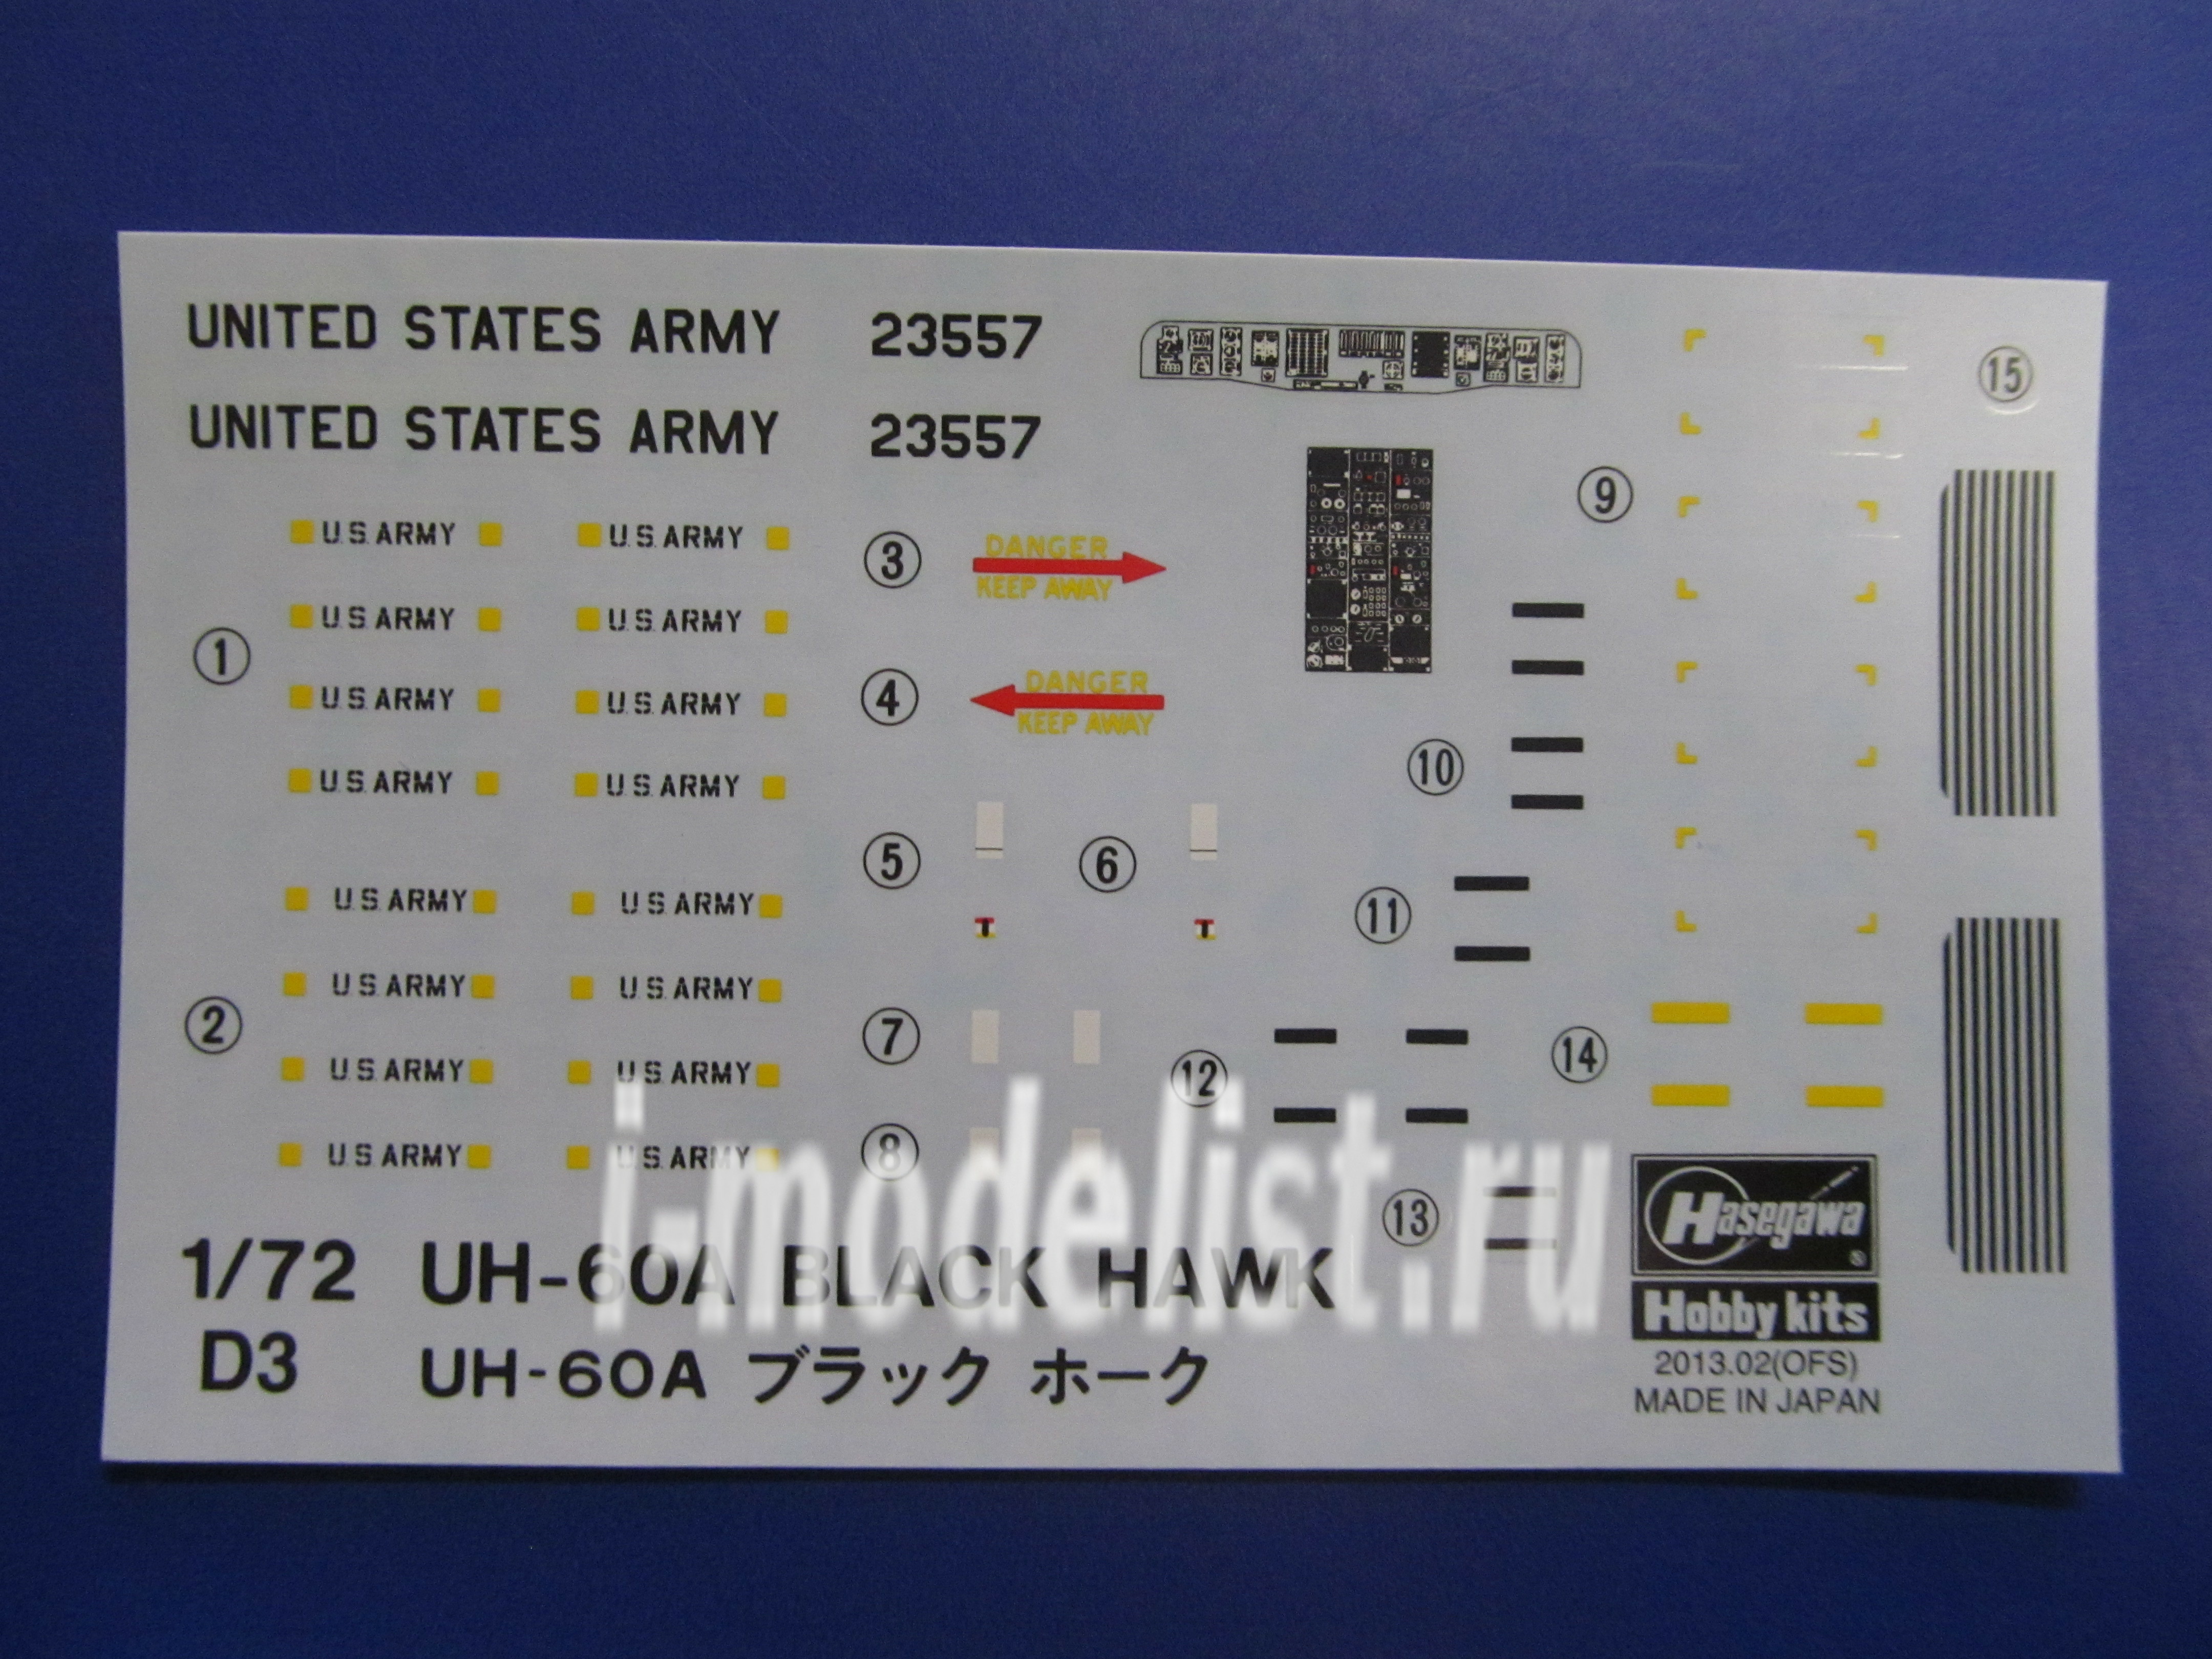 UNITED STATES ARMY 23557
UNITED STATES ARMY 23557
1
U.S.ARMY U.S.ARMY
U.S.ARMY U.S.ARMY
U.S.ARMY U.S.ARMY
U.S.ARMY U.S.ARMY
2
U.S.ARMY U.S.ARMY
U.S.ARMY U.S.ARMY
U.S.ARMY U.S.ARMY
U.S.ARMY U.S.ARMY
3
DANGER
KEEP AWAY
4
DANGER
KEEP AWAY
5
6
T
T
7
8
9
10
11
12
13
14
15
i-modelist.ru
1/72 UH-60A BLACK HAWK
D3 UH-60A ブラック ホーク
Hasegawa
Hobby kits
2013.02(OFS)
MADE IN JAPAN